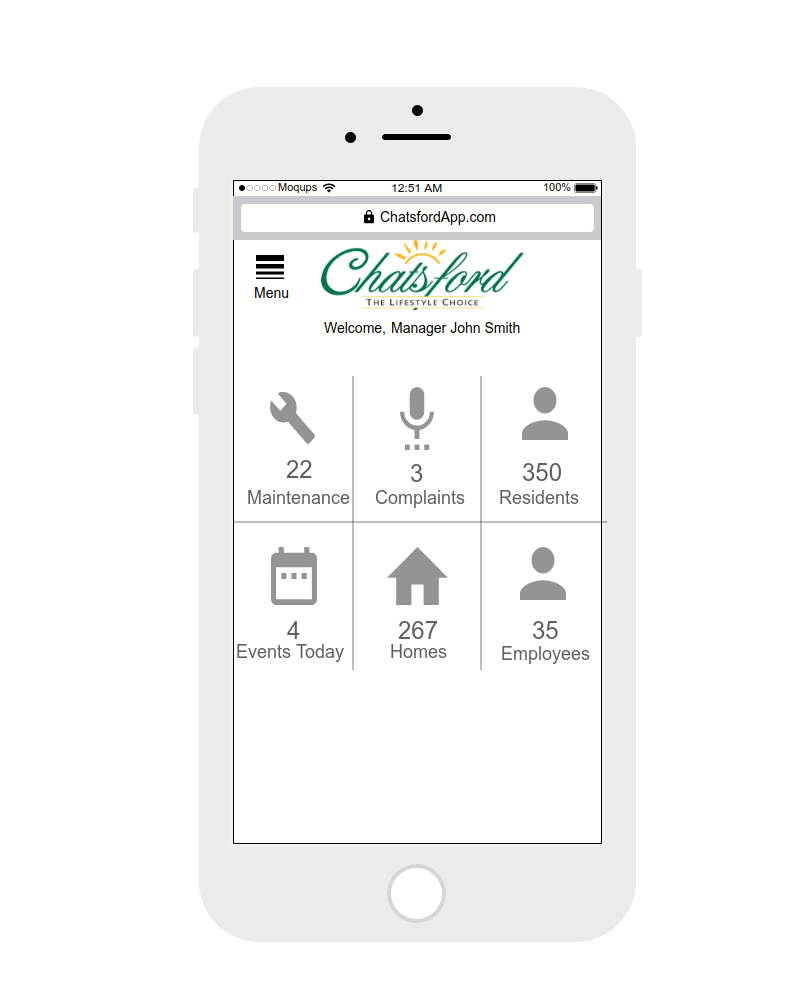 Moqups 12:51 AM 100%
ChatsfordApp.com
Chatsford
THE LIFESTYLE CHOICE
Menu
Welcome, Manager John Smith
22 3 350
Maintenance Complaints Residents
4 267 35
Events Today Homes Employees